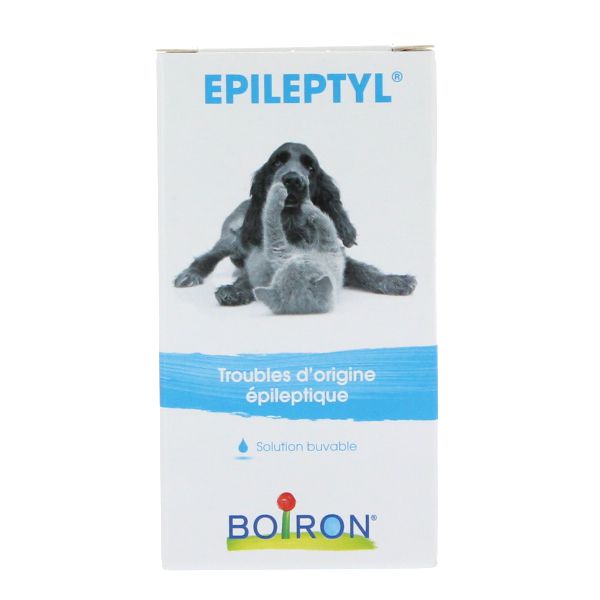 EPILEPTYL®
Troubles d'origine
épileptique
Solution buvable
BOIRON®